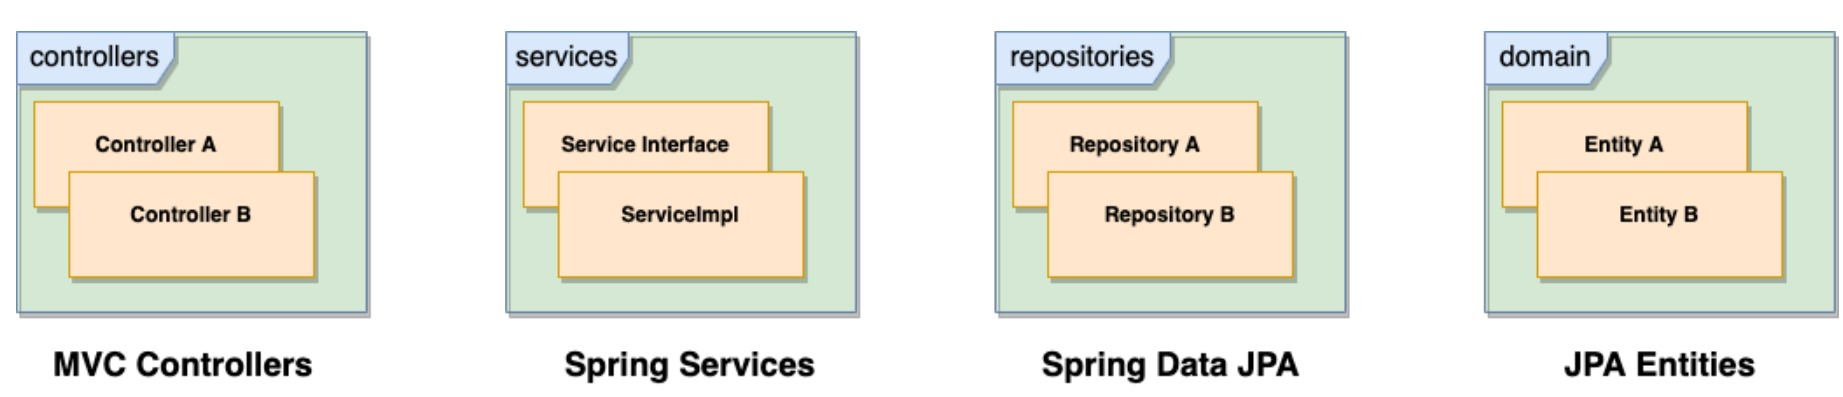 controllers
Controller A
Controller B
MVC Controllers
services
Service Interface
ServiceImpl
Spring Services
repositories
Repository A
Repository B
Spring Data JPA
domain
Entity A
Entity B
JPA Entities